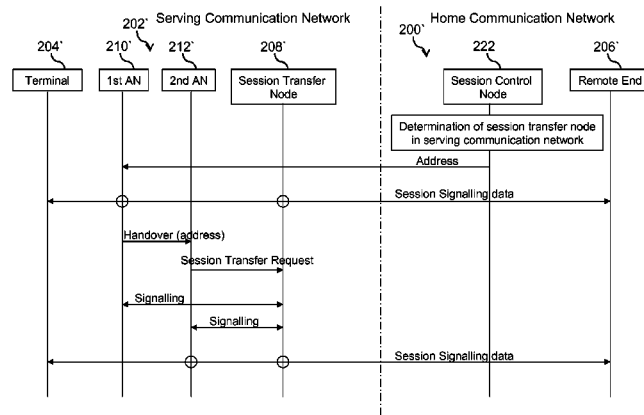 Serving Communication Network
Home Communication Network
202`
200`
204`
210`
212`
208`
222
206`
Terminal
1st AN
2nd AN
Session Transfer
Node
Session Control
Node
Remote End
Determination of session transfer node
in serving communication network
Address
Session Signalling data
Handover (address)
Session Transfer Request
Signalling
Signalling
Session Signalling data